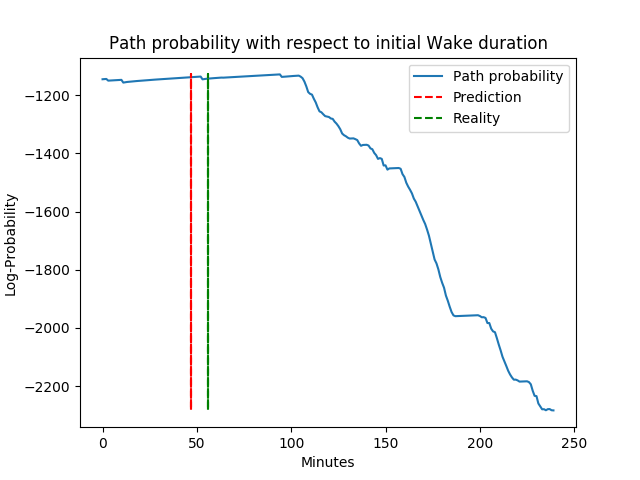 Path probability with respect to initial Wake duration
Path probability
Prediction
Reality
Log-Probability
−1200
−1400
−1600
−1800
−2000
−2200
0 50 100 150 200 250
Minutes